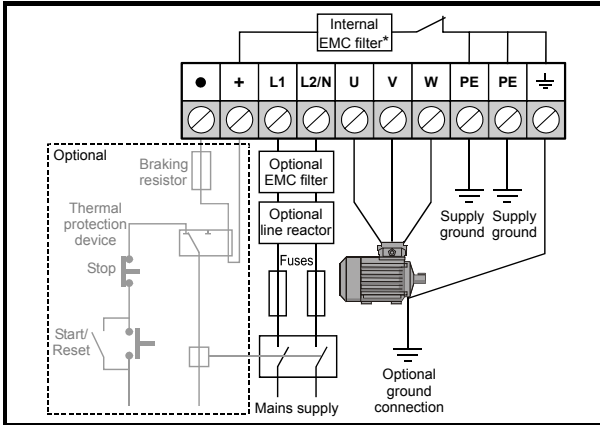 Internal
EMC filter*
● + L1 L2/N U V W PE PE ⏚
Optional
Braking
resistor
Optional
EMC filter
Thermal
protection
device
Optional
line reactor
Supply
ground
Supply
ground
Stop
Fuses
Start/
Reset
Optional
ground
connection
Mains supply